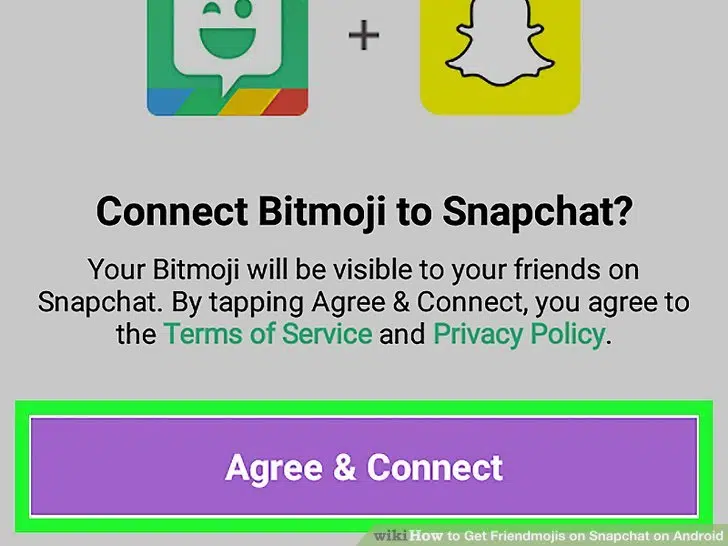 +
Connect Bitmoji to Snapchat?
Your Bitmoji will be visible to your friends on
Snapchat. By tapping Agree & Connect, you agree to
the Terms of Service and Privacy Policy.
Agree & Connect
wikiHow to Get Friendmojis on Snapchat on Android